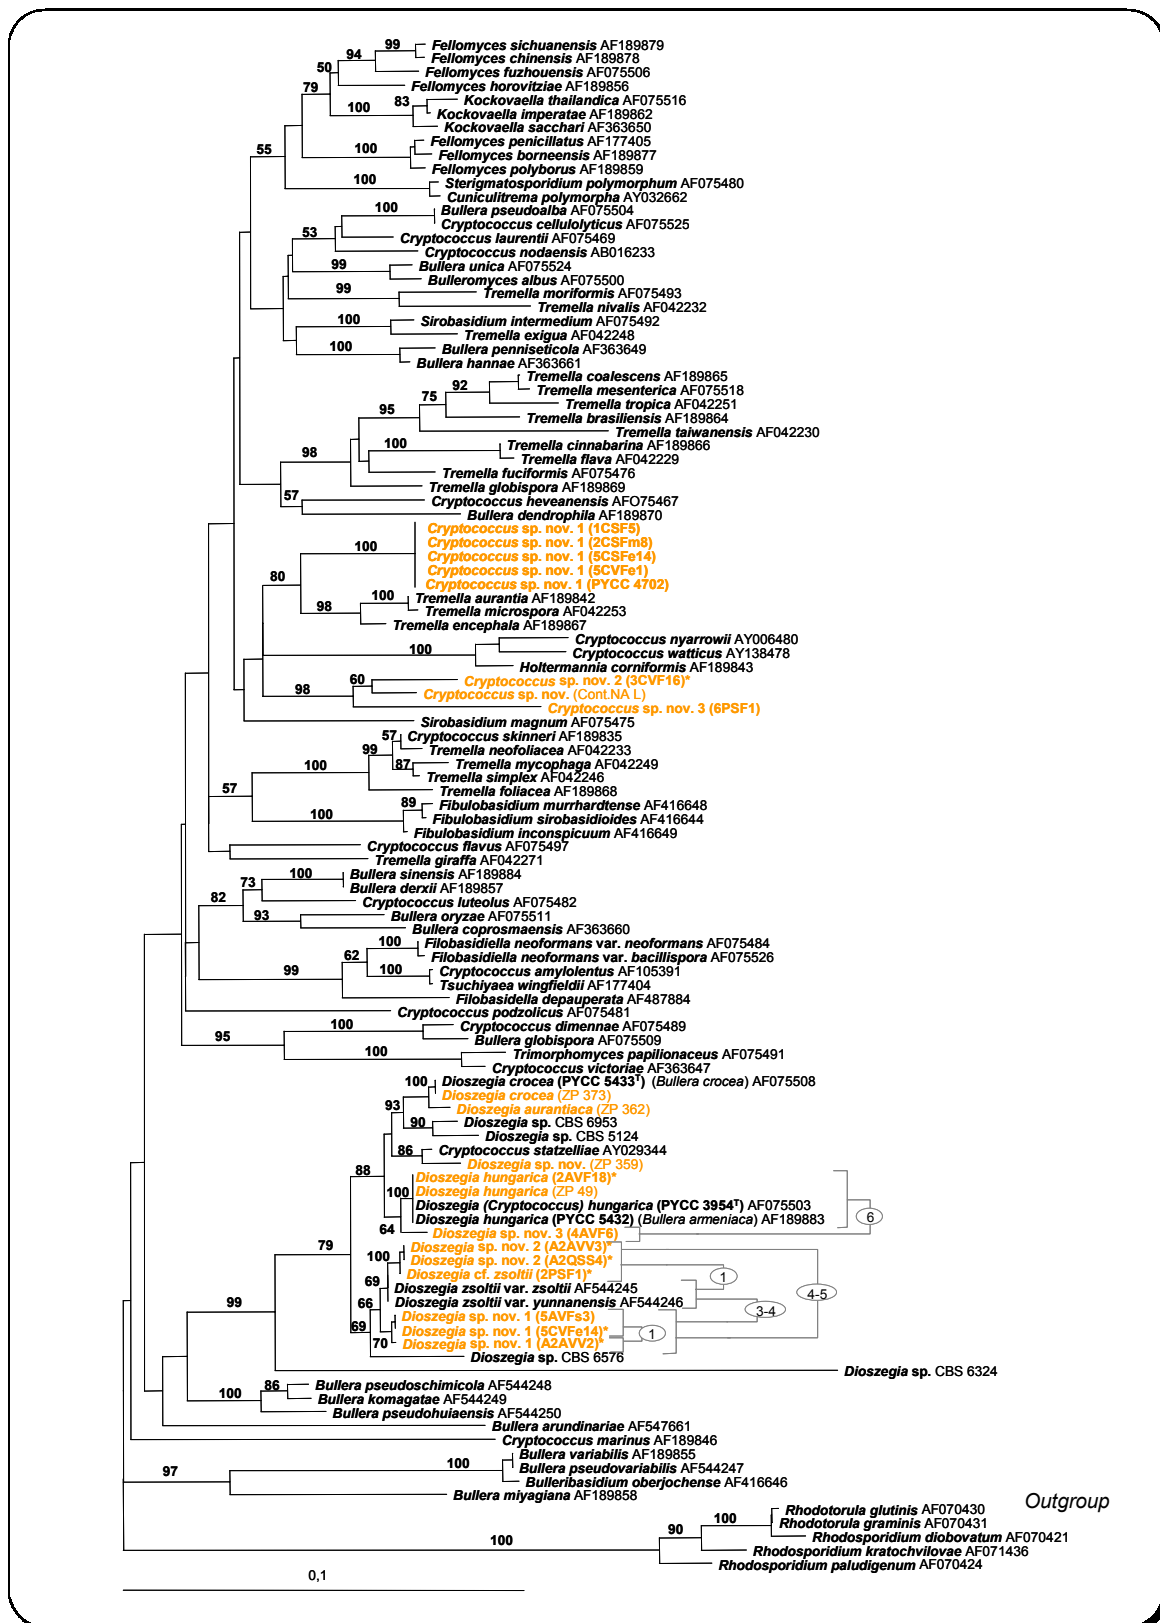 99
Fellomyces sichuanensis AF189879
94
Fellomyces chinensis AF189878
50
Fellomyces fuzhouensis AF075506
79
Fellomyces horovitziae AF189856
83
Kockovaella thailandica AF075516
100
Kockovaella imperatae AF189862
Kockovaella sacchari AF363650
Fellomyces penicillatus AF177405
55
100
Fellomyces borneensis AF189877
Fellomyces polyborus AF189859
100
Sterigmatosporidium polymorphum AF075480
Cuniculitrema polymorpha AY032662
100
Bullera pseudoalba AF075504
Cryptococcus cellulolyticus AF075525
53
Cryptococcus laurentii AF075469
Cryptococcus nodaensis AB016233
99
Bullera unica AF075524
Bulleromyces albus AF075500
99
Tremella moriformis AF075493
Tremella nivalis AF042232
100
Sirobasidium intermedium AF075492
Tremella exigua AF042248
100
Bullera penniseticola AF363649
Bullera hannae AF363661
92
Tremella coalescens AF189865
75
Tremella mesenterica AF075518
Tremella tropica AF042251
95
Tremella brasiliensis AF189864
Tremella taiwanensis AF042230
100
Tremella cinnabarina AF189866
98
Tremella flava AF042229
Tremella fuciformis AF075476
Tremella globispora AF189869
57
Cryptococcus heveanensis AFO75467
Bullera dendrophila AF189870
Cryptococcus sp. nov. 1 (1CSF5)
Cryptococcus sp. nov. 1 (2CSFm8)
100
Cryptococcus sp. nov. 1 (5CSFe14)
Cryptococcus sp. nov. 1 (5CVFe1)
80
Cryptococcus sp. nov. 1 (PYCC 4702)
100
Tremella aurantia AF189842
98
Tremella microspora AF042253
Tremella encephala AF189867
Cryptococcus nyarrowii AY006480
100
Cryptococcus watticus AY138478
Holtermannia corniformis AF189843
60
Cryptococcus sp. nov. 2 (3CVF16)*
98
Cryptococcus sp. nov. (Cont.NA L)
Cryptococcus sp. nov. 3 (6PSF1)
Sirobasidium magnum AF075475
57
Cryptococcus skinneri AF189835
99
Tremella neofoliacea AF042233
87
Tremella mycophaga AF042249
100
Tremella simplex AF042246
57
Tremella foliacea AF189868
89
Fibulobasidium murrhardtense AF416648
100
Fibulobasidium sirobasidioides AF416644
Fibulobasidium inconspicuum AF416649
Cryptococcus flavus AF075497
Tremella giraffa AF042271
100
Bullera sinensis AF189884
73
Bullera derxii AF189857
82
Cryptococcus luteolus AF075482
93
Bullera oryzae AF075511
Bullera coprosmaensis AF363660
100
Filobasidiella neoformans var. neoformans AF075484
62
Filobasidiella neoformans var. bacillispora AF075526
99
100
Cryptococcus amylolentus AF105391
Tsuchiyaea wingfieldii AF177404
Filobasidella depauperata AF487884
Cryptococcus podzolicus AF075481
95
100
Cryptococcus dimennae AF075489
Bullera globispora AF075509
100
Trimorphomyces papilionaceus AF075491
Cryptococcus victoriae AF363647
100
Dioszegia crocea (PYCC 5433T) (Bullera crocea) AF075508
Dioszegia crocea (ZP 373)
93
Dioszegia aurantiaca (ZP 362)
90
Dioszegia sp. CBS 6953
Dioszegia sp. CBS 5124
86
Cryptococcus statzelliae AY029344
Dioszegia sp. nov. (ZP 359)
88
Dioszegia hungarica (2AVF18)*
100
Dioszegia hungarica (ZP 49)
Dioszegia (Cryptococcus) hungarica (PYCC 3954T) AF075503
Dioszegia hungarica (PYCC 5432) (Bullera armeniaca) AF189883
6
64
Dioszegia sp. nov. 3 (4AVF6)
79
Dioszegia sp. nov. 2 (A2AVV3)*
100
Dioszegia sp. nov. 2 (A2QSS4)*
Dioszegia cf. zsoltii (2PSF1)*
1
69
Dioszegia zsoltii var. zsoltii AF544245
4-5
66
Dioszegia zsoltii var. yunnanensis AF544246
3-4
69
Dioszegia sp. nov. 1 (5AVFs3)
Dioszegia sp. nov. 1 (5CVFe14)*
1
70
Dioszegia sp. nov. 1 (A2AVV2)*
Dioszegia sp. CBS 6576
99
Dioszegia sp. CBS 6324
86
Bullera pseudoschimicola AF544248
100
Bullera komagatae AF544249
Bullera pseudohuiaensis AF544250
Bullera arundinariae AF547661
Cryptococcus marinus AF189846
Bullera variabilis AF189855
97
100
Bullera pseudovariabilis AF544247
Bulleribasidium oberjochense AF416646
Bullera miyagiana AF189858
Outgroup
Rhodotorula glutinis AF070430
100
Rhodotorula graminis AF070431
90
Rhodosporidium diobovatum AF070421
100
Rhodosporidium kratochvilovae AF071436
Rhodosporidium paludigenum AF070424
0,1